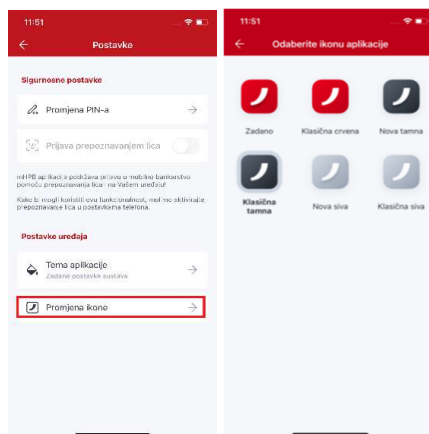 11:51
Postavke
Sigurnosne postavke
Promjena PIN-a
Prijava prepoznavanjem lica
mHPB aplikacija podržava prijavu u mobilno bankarstvo
pomoću prepoznavanja lica i na Vašem uređaju!
Kako bi mogli koristiti ovu funkcionalnost, molimo aktivirajte
prepoznavanje lica u postavkama telefona.
Postavke uređaja
Tema aplikacije
Zadane postavke sustava
Promjena ikone
11:51
Odaberite ikonu aplikacije
Zadano
Klasična crvena
Nova tamna
Klasična
tamna
Nova siva
Klasična siva